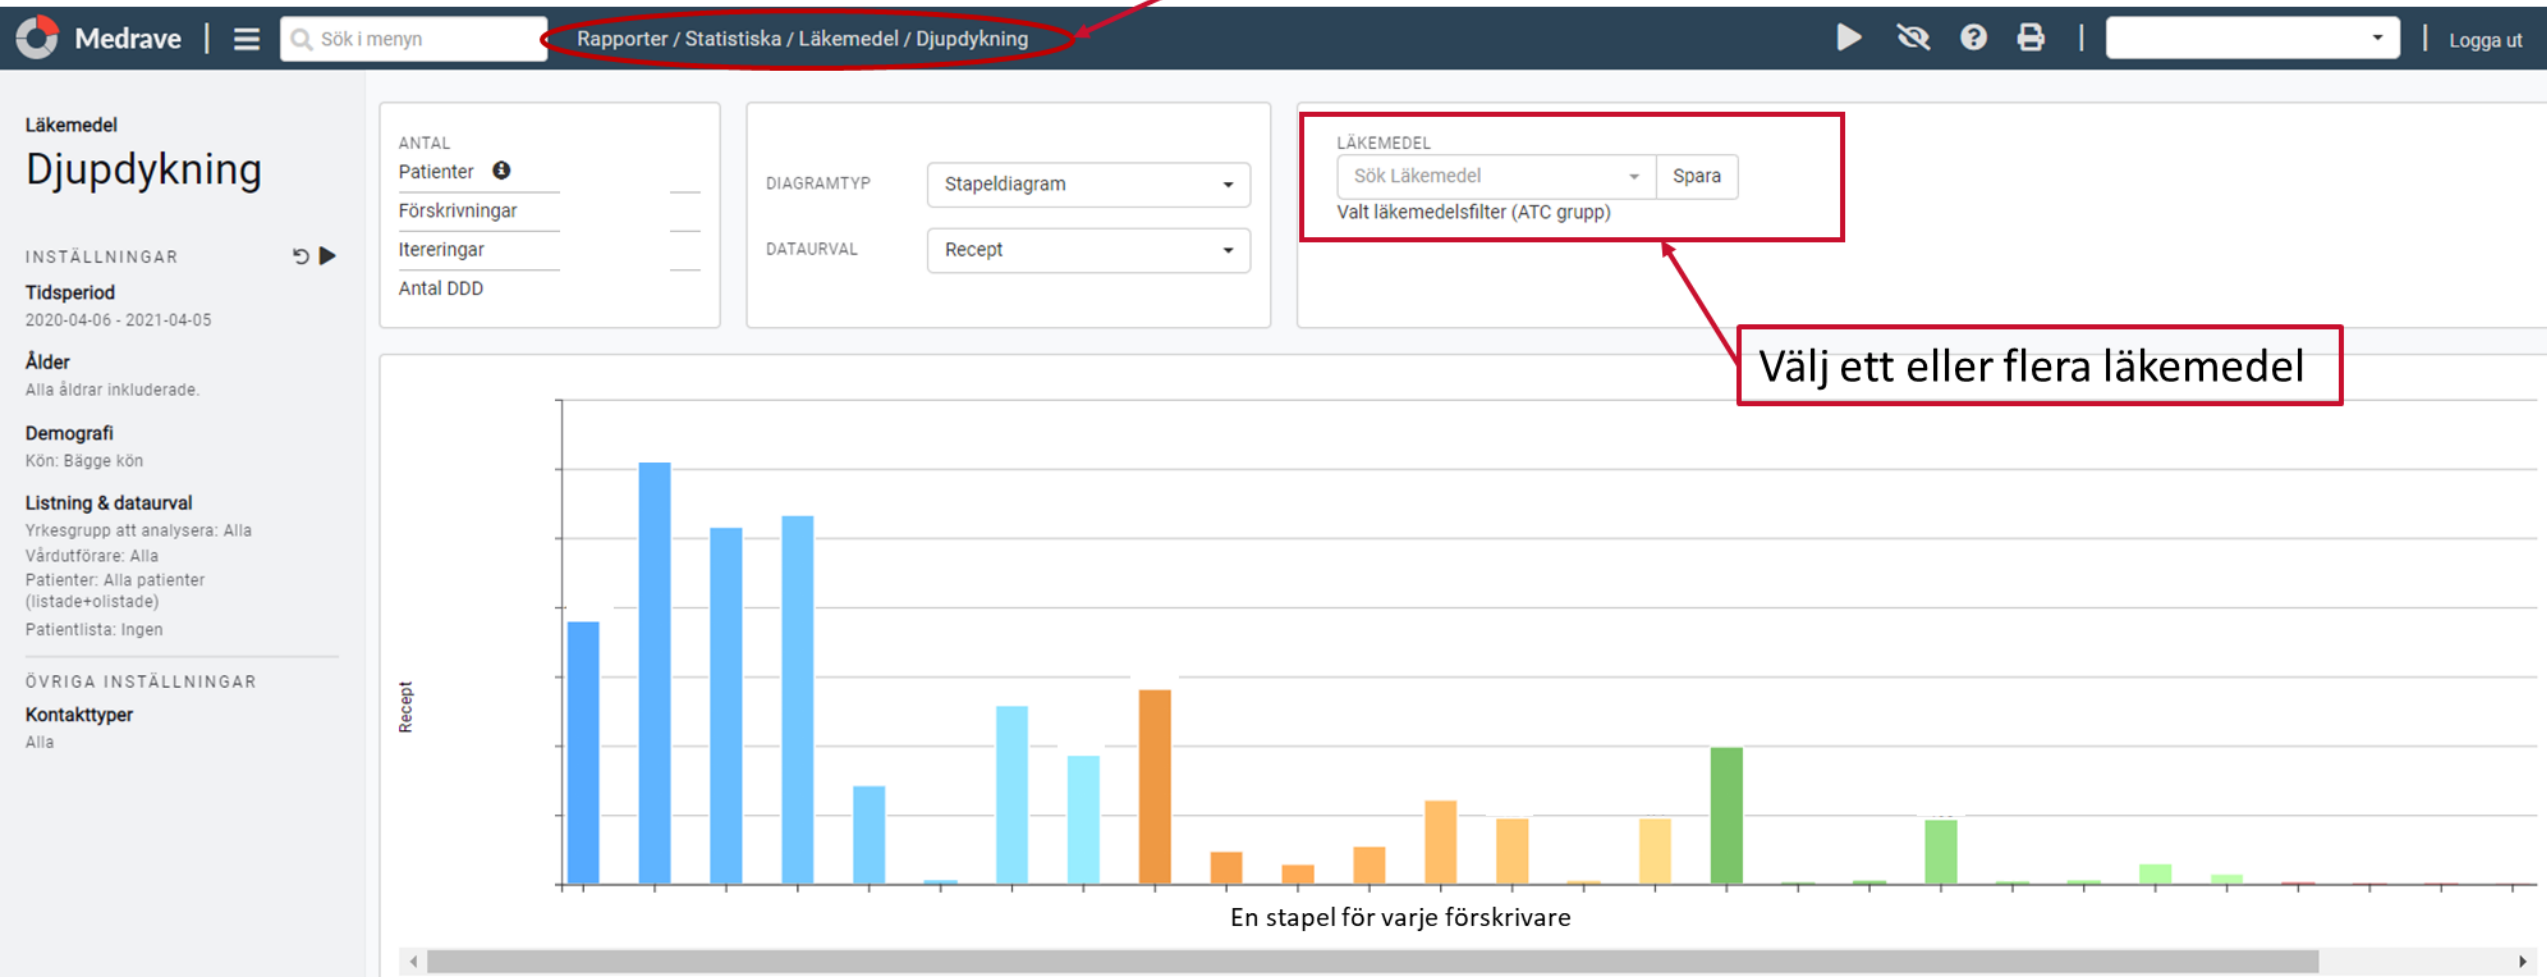 Medrave
Sök i menyn
Rapporter / Statistiska / Läkemedel / Djupdykning
Logga ut
Läkemedel
Djupdykning
INSTÄLLNINGAR
Tidsperiod
2020-04-06 - 2021-04-05
Ålder
Alla åldrar inkluderade.
Demografi
Kön: Bägge kön
Listning & dataurval
Yrkesgrupp att analysera: Alla
Vårdutförare: Alla
Patienter: Alla patienter
(listade+olistade)
Patientlista: Ingen
ÖVRIGA INSTÄLLNINGAR
Kontakttyper
Alla
ANTAL
Patienter
Förskrivningar
Itereringar
Antal DDD
DIAGRAMTYP
Stapeldiagram
DATAURVAL
Recept
LÄKEMEDEL
Sök Läkemedel
Spara
Valt läkemedelsfilter (ATC grupp)
Välj ett eller flera läkemedel
Recept
En stapel för varje förskrivare